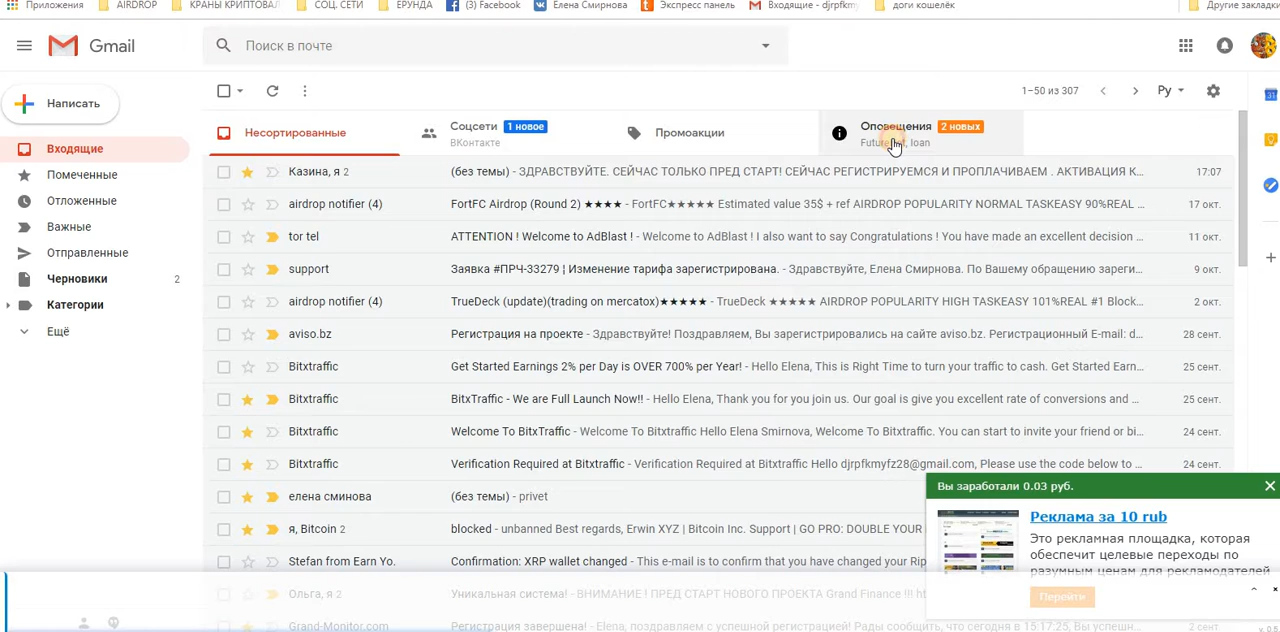 Приложения AIRDROP КРАНЫ КРИПТОВАЛ СОЦ. СЕТИ ЕРУНДА (3) Facebook Елена Смирнова Экспресс панель Входящие - djrpfkmy доги кошелёк Другие закладки
Gmail
Поиск в почте
Написать
1–50 из 307
Ру
Несортированные
Соцсети 1 новое
ВКонтакте
Промоакции
Оповещения 2 новых
loan
Входящие
Помеченные
Отложенные
Важные
Отправленные
Черновики 2
Категории
Ещё
Казина, я 2 (без темы) - ЗДРАВСТВУЙТЕ. СЕЙЧАС ТОЛЬКО ПРЕД СТАРТ! СЕЙЧАС РЕГИСТРИРУЕМСЯ И ПРОПЛАЧИВАЕМ . АКТИВАЦИЯ К... 17:07
airdrop notifier (4) FortFC Airdrop (Round 2) ★★★★ - FortFC★★★★★ Estimated value 35$ + ref AIRDROP POPULARITY NORMAL TASKEASY 90%REAL ... 17 окт.
tor tel ATTENTION ! Welcome to AdBlast ! - Welcome to AdBlast ! I also want to say Congratulations ! You have made an excellent decision ... 11 окт.
support Заявка #ПРЧ-33279 ¦ Изменение тарифа зарегистрирована. - Здравствуйте, Елена Смирнова. По Вашему обращению зареги... 9 окт.
airdrop notifier (4) TrueDeck (update)(trading on mercatox)★★★★★ - TrueDeck ★★★★★ AIRDROP POPULARITY HIGH TASKEASY 101%REAL #1 Block... 2 окт.
aviso.bz Регистрация на проекте - Здравствуйте! Поздравляем, Вы зарегистрировались на сайте aviso.bz. Регистрационный E-mail: d... 28 сент.
Bitxtraffic Get Started Earnings 2% per Day is OVER 700% per Year! - Hello Elena, This is Right Time to turn your traffic to cash. Get Started Earn... 25 сент.
Bitxtraffic BitxTraffic - We are Full Launch Now!! - Hello Elena, Thank you for you join us. Our goal is give you excellent rate of conversions and ... 25 сент.
Bitxtraffic Welcome To BitxTraffic - Welcome To Bitxtraffic Hello Elena Smirnova, Welcome To Bitxtraffic. You can start to invite your friend or bi... 24 сент.
Bitxtraffic Verification Required at Bitxtraffic - Verification Required at Bitxtraffic Hello djrpfkmyfz28@gmail.com, Please use the code below to ... 24 сент.
елена сминова (без темы) - privet
я, Bitcoin 2 blocked - unbanned Best regards, Erwin XYZ | Bitcoin Inc. Support | GO PRO: DOUBLE YOUR
Stefan from Earn Yo. Confirmation: XRP wallet changed - This e-mail is to confirm that you have changed your Rip
Ольга, я 2 Уникальная система! - ВНИМАНИЕ ! ПРЕД СТАРТ НОВОГО ПРОЕКТА Grand Finance !!!
Grand-Monitor.com Регистрация завершена! - Elena, поздравляем с успешной регистрацией! Рады сообщить, что сегодня в 15:17:25, Вы успешн... 2 сент.
Вы заработали 0.03 руб.
Реклама за 10 rub
Это рекламная площадка, которая
обеспечит целевые переходы по
разумным ценам для рекламодателей
Перейти